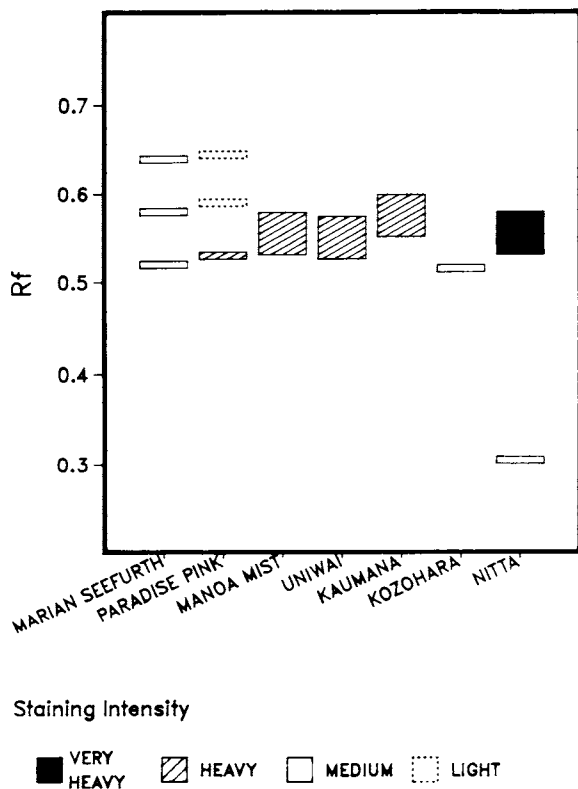 0.7
0.6
0.5
0.4
0.3
Rf
MARIAN SEEFURTH
PARADISE PINK
MANOA MIST
UNIWAI
KAUMANA
KOZOHARA
NITTA
Staining Intensity
VERY HEAVY
HEAVY
MEDIUM
LIGHT